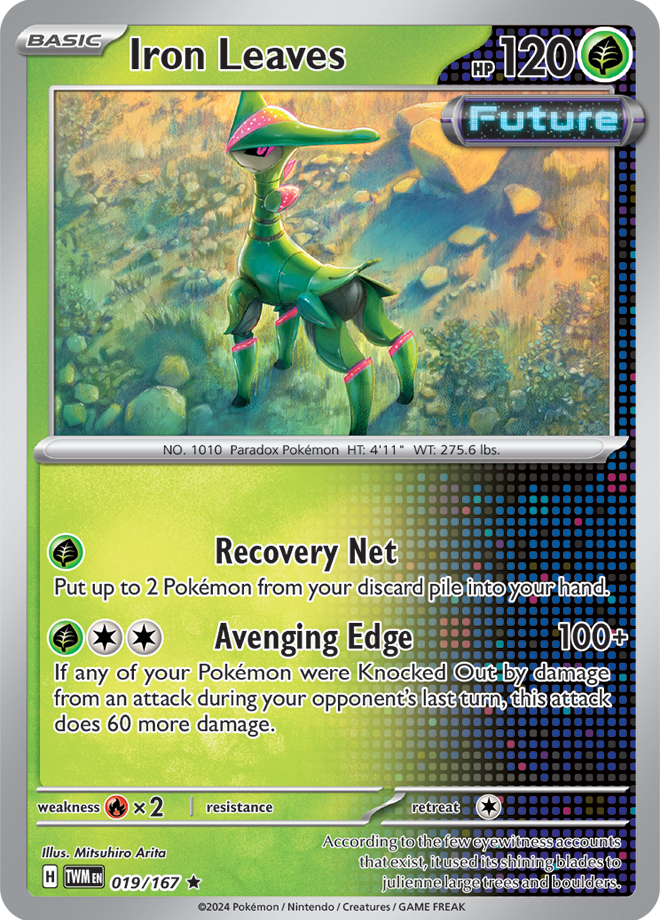 BASIC
Iron Leaves
HP 120
Future
NO. 1010 Paradox Pokémon HT: 4'11" WT: 275.6 lbs.
Recovery Net
Put up to 2 Pokémon from your discard pile into your hand.
Avenging Edge 100+
If any of your Pokémon were Knocked Out by damage
from an attack during your opponent's last turn, this attack
does 60 more damage.
weakness ×2 resistance retreat
Illus. Mitsuhiro Arita
H TWM EN 019/167 ★
According to the few eyewitness accounts
that exist, it used its shining blades to
julienne large trees and boulders.
©2024 Pokémon / Nintendo / Creatures / GAME FREAK